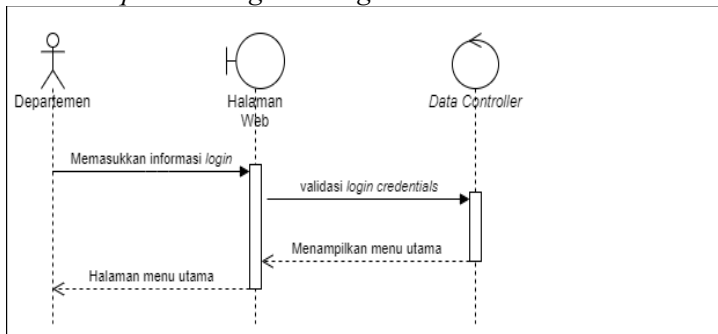 Departemen
Halaman
Web
Data Controller
Memasukkan informasi login
validasi login credentials
Menampilkan menu utama
Halaman menu utama